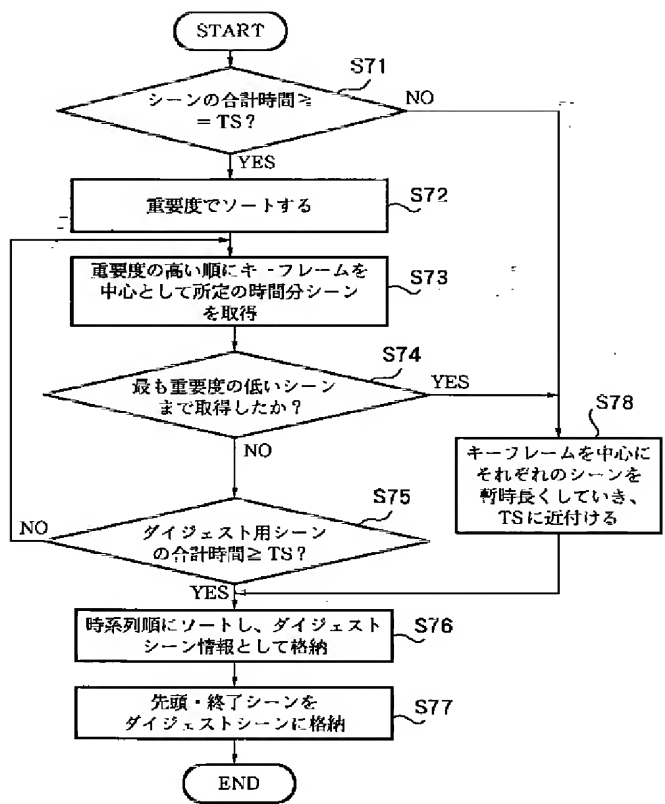 START
S71
シーンの合計時間≧
=TS?
NO
YES
S72
重要度でソートする
S73
重要度の高い順にキーフレームを
中心として所定の時間分シーン
を取得
S74
最も重要度の低いシーン
まで取得したか?
YES
NO
S78
キーフレームを中心に
それぞれのシーンを
暫時長くしていき、
TSに近付ける
S75
ダイジェスト用シーン
の合計時間≧TS?
NO
YES
S76
時系列順にソートし、ダイジェスト
シーン情報として格納
S77
先頭・終了シーンを
ダイジェストシーンに格納
END